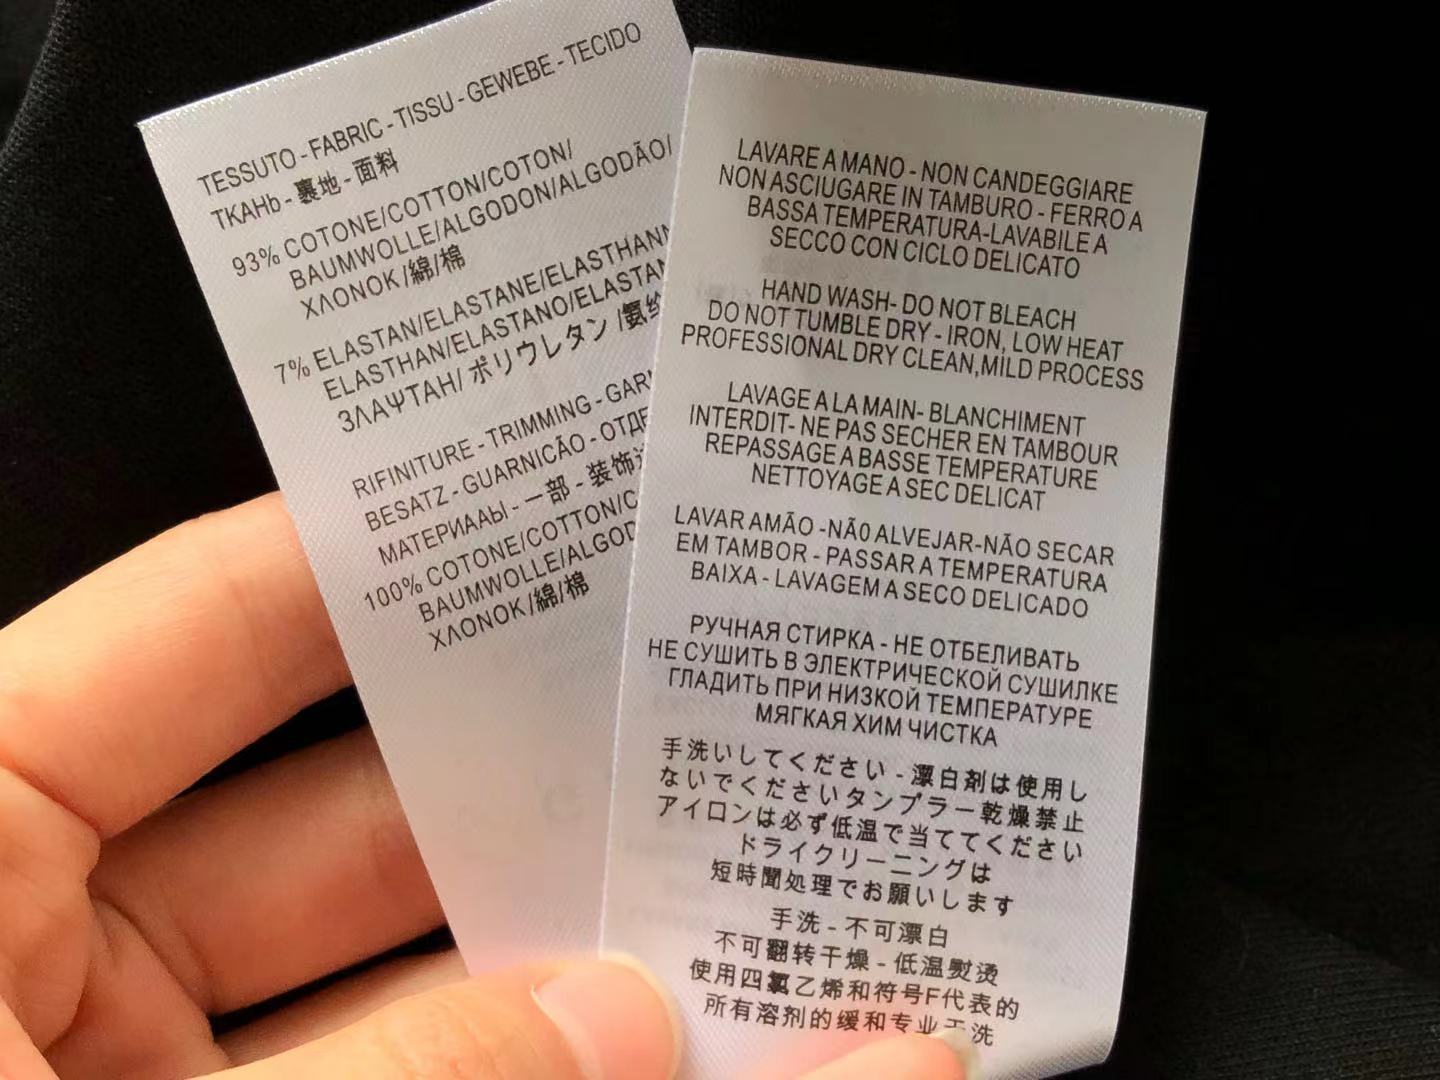 TESSUTO - FABRIC - TISSU - GEWEBE - TECIDO
TKAHb - 裏地 - 面料
93% COTONE/COTTON/COTON/
BAUMWOLLE/ALGODON/ALGODÃO/
XΛONOK/綿/棉
7% ELASTAN/ELASTANE/ELASTHANN
ELASTHAN/ELASTANO/ELASTAN
ЗΛAΨTAH/ ポリウレタン /氨纶
RIFINITURE - TRIMMING - GARN
BESATZ - GUARNICÃO - ОТДЕ
МАТЕРИААЫ - 一部 - 装饰
100% COTONE/COTTON/C
BAUMWOLLE/ALGOD
XΛONOK/綿/棉
LAVARE A MANO - NON CANDEGGIARE
NON ASCIUGARE IN TAMBURO - FERRO A
BASSA TEMPERATURA-LAVABILE A
SECCO CON CICLO DELICATO
HAND WASH- DO NOT BLEACH
DO NOT TUMBLE DRY - IRON, LOW HEAT
PROFESSIONAL DRY CLEAN,MILD PROCESS
LAVAGE A LA MAIN- BLANCHIMENT
INTERDIT- NE PAS SECHER EN TAMBOUR
REPASSAGE A BASSE TEMPERATURE
NETTOYAGE A SEC DELICAT
LAVAR AMÃO -NÃ0 ALVEJAR-NÃO SECAR
EM TAMBOR - PASSAR A TEMPERATURA
BAIXA - LAVAGEM A SECO DELICADO
РУЧНАЯ СТИРКА - НЕ ОТБЕЛИВАТЬ
НЕ СУШИТЬ В ЭЛЕКТРИЧЕСКОЙ СУШИЛКЕ
ГЛАДИТЬ ПРИ НИЗКОЙ ТЕМПЕРАТУРЕ
МЯГКАЯ ХИМ ЧИСТКА
手洗いしてください - 漂白剤は使用し
ないでくださいタンプラー乾燥禁止
アイロンは必ず低温で当ててください
ドライクリーニングは
短時間処理でお願いします
手洗 - 不可漂白
不可翻转干燥 - 低温熨烫
使用四氯乙烯和符号F代表的
所有溶剂的缓和专业干洗